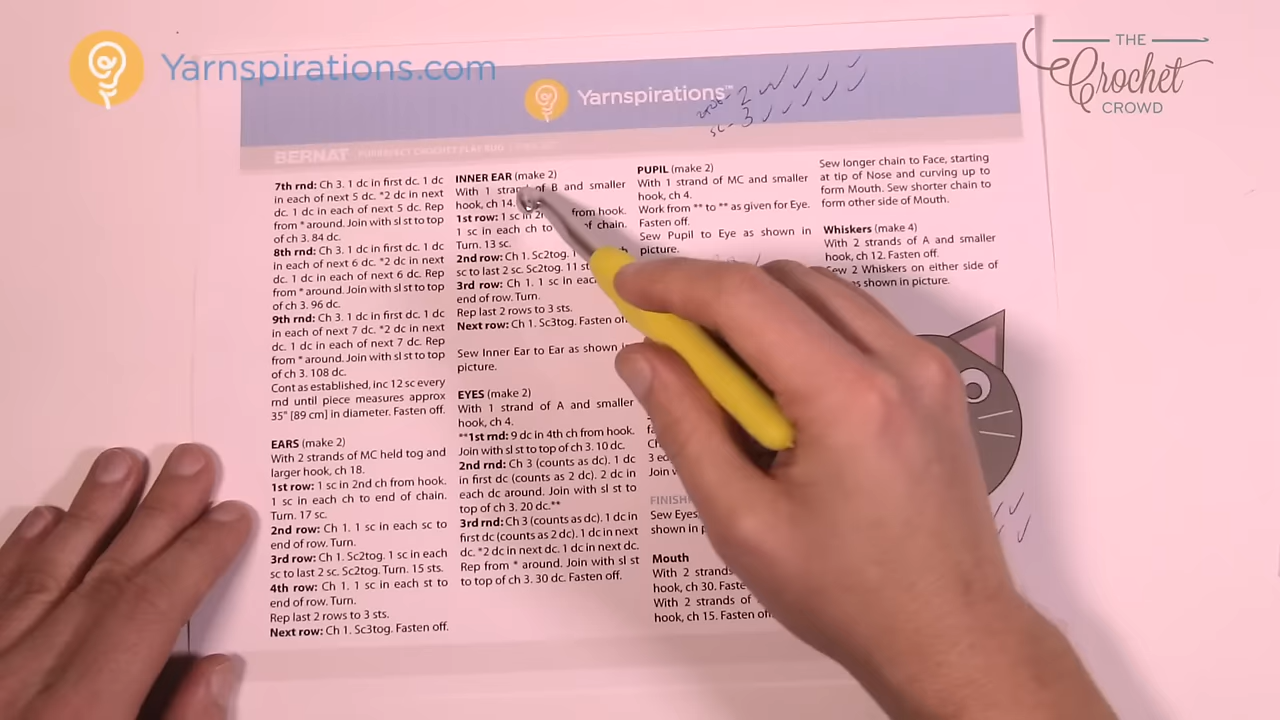 Yarnspirations.com
THE
Crochet
CROWD
Yarnspirations™
2 ✓ ✓ ✓ ✓ ✓
sc - 3 ✓ ✓ ✓ ✓ ✓
BERNAT
7th rnd: Ch 3. 1 dc in first dc. 1 dc
in each of next 5 dc. *2 dc in next
dc. 1 dc in each of next 5 dc. Rep
from * around. Join with sl st to top
of ch 3. 84 dc.
8th rnd: Ch 3. 1 dc in first dc. 1 dc
in each of next 6 dc. *2 dc in next
dc. 1 dc in each of next 6 dc. Rep
from * around. Join with sl st to top
of ch 3. 96 dc.
9th rnd: Ch 3. 1 dc in first dc. 1 dc
in each of next 7 dc. *2 dc in next
dc. 1 dc in each of next 7 dc. Rep
from * around. Join with sl st to top
of ch 3. 108 dc.
Cont as established, inc 12 sc every
rnd until piece measures approx
35" [89 cm] in diameter. Fasten off.
EARS (make 2)
With 2 strands of MC held tog and
larger hook, ch 18.
1st row: 1 sc in 2nd ch from hook.
1 sc in each ch to end of chain.
Turn. 17 sc.
2nd row: Ch 1. 1 sc in each sc to
end of row. Turn.
3rd row: Ch 1. Sc2tog. 1 sc in each
sc to last 2 sc. Sc2tog. Turn. 15 sts.
4th row: Ch 1. 1 sc in each st to
end of row. Turn.
Rep last 2 rows to 3 sts.
Next row: Ch 1. Sc3tog. Fasten off.
INNER EAR (make 2)
With 1 strand of B and smaller
hook, ch 14.
1st row: 1 sc in from hook.
1 sc in each ch to of chain.
Turn. 13 sc.
2nd row: Ch 1. Sc2tog.
sc to last 2 sc. Sc2tog. 11
3rd row: Ch 1. 1 sc in
end of row. Turn.
Rep last 2 rows to 3 sts.
Next row: Ch 1. Sc3tog. Fasten
Sew Inner Ear to Ear as shown
picture.
EYES (make 2)
With 1 strand of A and smaller
hook, ch 4.
**1st rnd: 9 dc in 4th ch from hook.
Join with sl st to top of ch 3. 10 dc.
2nd rnd: Ch 3 (counts as dc). 1 dc
in first dc (counts as 2 dc). 2 dc in
each dc around. Join with sl st to
top of ch 3. 20 dc.**
3rd rnd: Ch 3 (counts as dc). 1 dc in
first dc (counts as 2 dc). 1 dc in next
dc. *2 dc in next dc. 1 dc in next dc.
Rep from * around. Join with sl st
to top of ch 3. 30 dc. Fasten off.
PUPIL (make 2)
With 1 strand of MC and smaller
hook, ch 4.
Work from ** to ** as given for Eye.
Fasten off.
Sew Pupil to Eye as shown in
picture.
Sew Eyes
shown in
Mouth
With 2
hook, ch 30.
With 2 strands of
hook, ch 15. Fasten
Sew longer chain to Face, starting
at tip of Nose and curving up to
form Mouth. Sew shorter chain to
form other side of Mouth.
Whiskers (make 4)
With 2 strands of A and smaller
hook, ch 12. Fasten off.
2 Whiskers on either side of
as shown in picture.